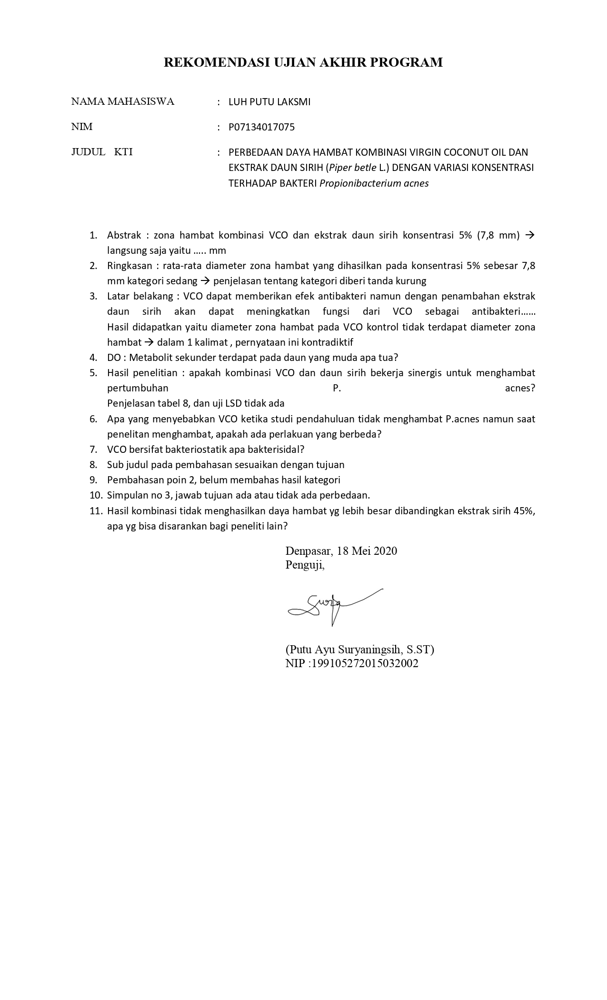 REKOMENDASI UJIAN AKHIR PROGRAM
NAMA MAHASISWA : LUH PUTU LAKSMI
NIM : P07134017075
JUDUL KTI : PERBEDAAN DAYA HAMBAT KOMBINASI VIRGIN COCONUT OIL DAN
EKSTRAK DAUN SIRIH (Piper betle L.) DENGAN VARIASI KONSENTRASI
TERHADAP BAKTERI Propionibacterium acnes
1. Abstrak : zona hambat kombinasi VCO dan ekstrak daun sirih konsentrasi 5% (7,8 mm) →
langsung saja yaitu ….. mm
2. Ringkasan : rata-rata diameter zona hambat yang dihasilkan pada konsentrasi 5% sebesar 7,8
mm kategori sedang → penjelasan tentang kategori diberi tanda kurung
3. Latar belakang : VCO dapat memberikan efek antibakteri namun dengan penambahan ekstrak
daun sirih akan dapat meningkatkan fungsi dari VCO sebagai antibakteri……
Hasil didapatkan yaitu diameter zona hambat pada VCO kontrol tidak terdapat diameter zona
hambat → dalam 1 kalimat , pernyataan ini kontradiktif
4. DO : Metabolit sekunder terdapat pada daun yang muda apa tua?
5. Hasil penelitian : apakah kombinasi VCO dan daun sirih bekerja sinergis untuk menghambat
pertumbuhan P. acnes?
Penjelasan tabel 8, dan uji LSD tidak ada
6. Apa yang menyebabkan VCO ketika studi pendahuluan tidak menghambat P.acnes namun saat
penelitan menghambat, apakah ada perlakuan yang berbeda?
7. VCO bersifat bakteriostatik apa bakterisidal?
8. Sub judul pada pembahasan sesuaikan dengan tujuan
9. Pembahasan poin 2, belum membahas hasil kategori
10. Simpulan no 3, jawab tujuan ada atau tidak ada perbedaan.
11. Hasil kombinasi tidak menghasilkan daya hambat yg lebih besar dibandingkan ekstrak sirih 45%,
apa yg bisa disarankan bagi peneliti lain?
Denpasar, 18 Mei 2020
Penguji,
(Putu Ayu Suryaningsih, S.ST)
NIP :199105272015032002